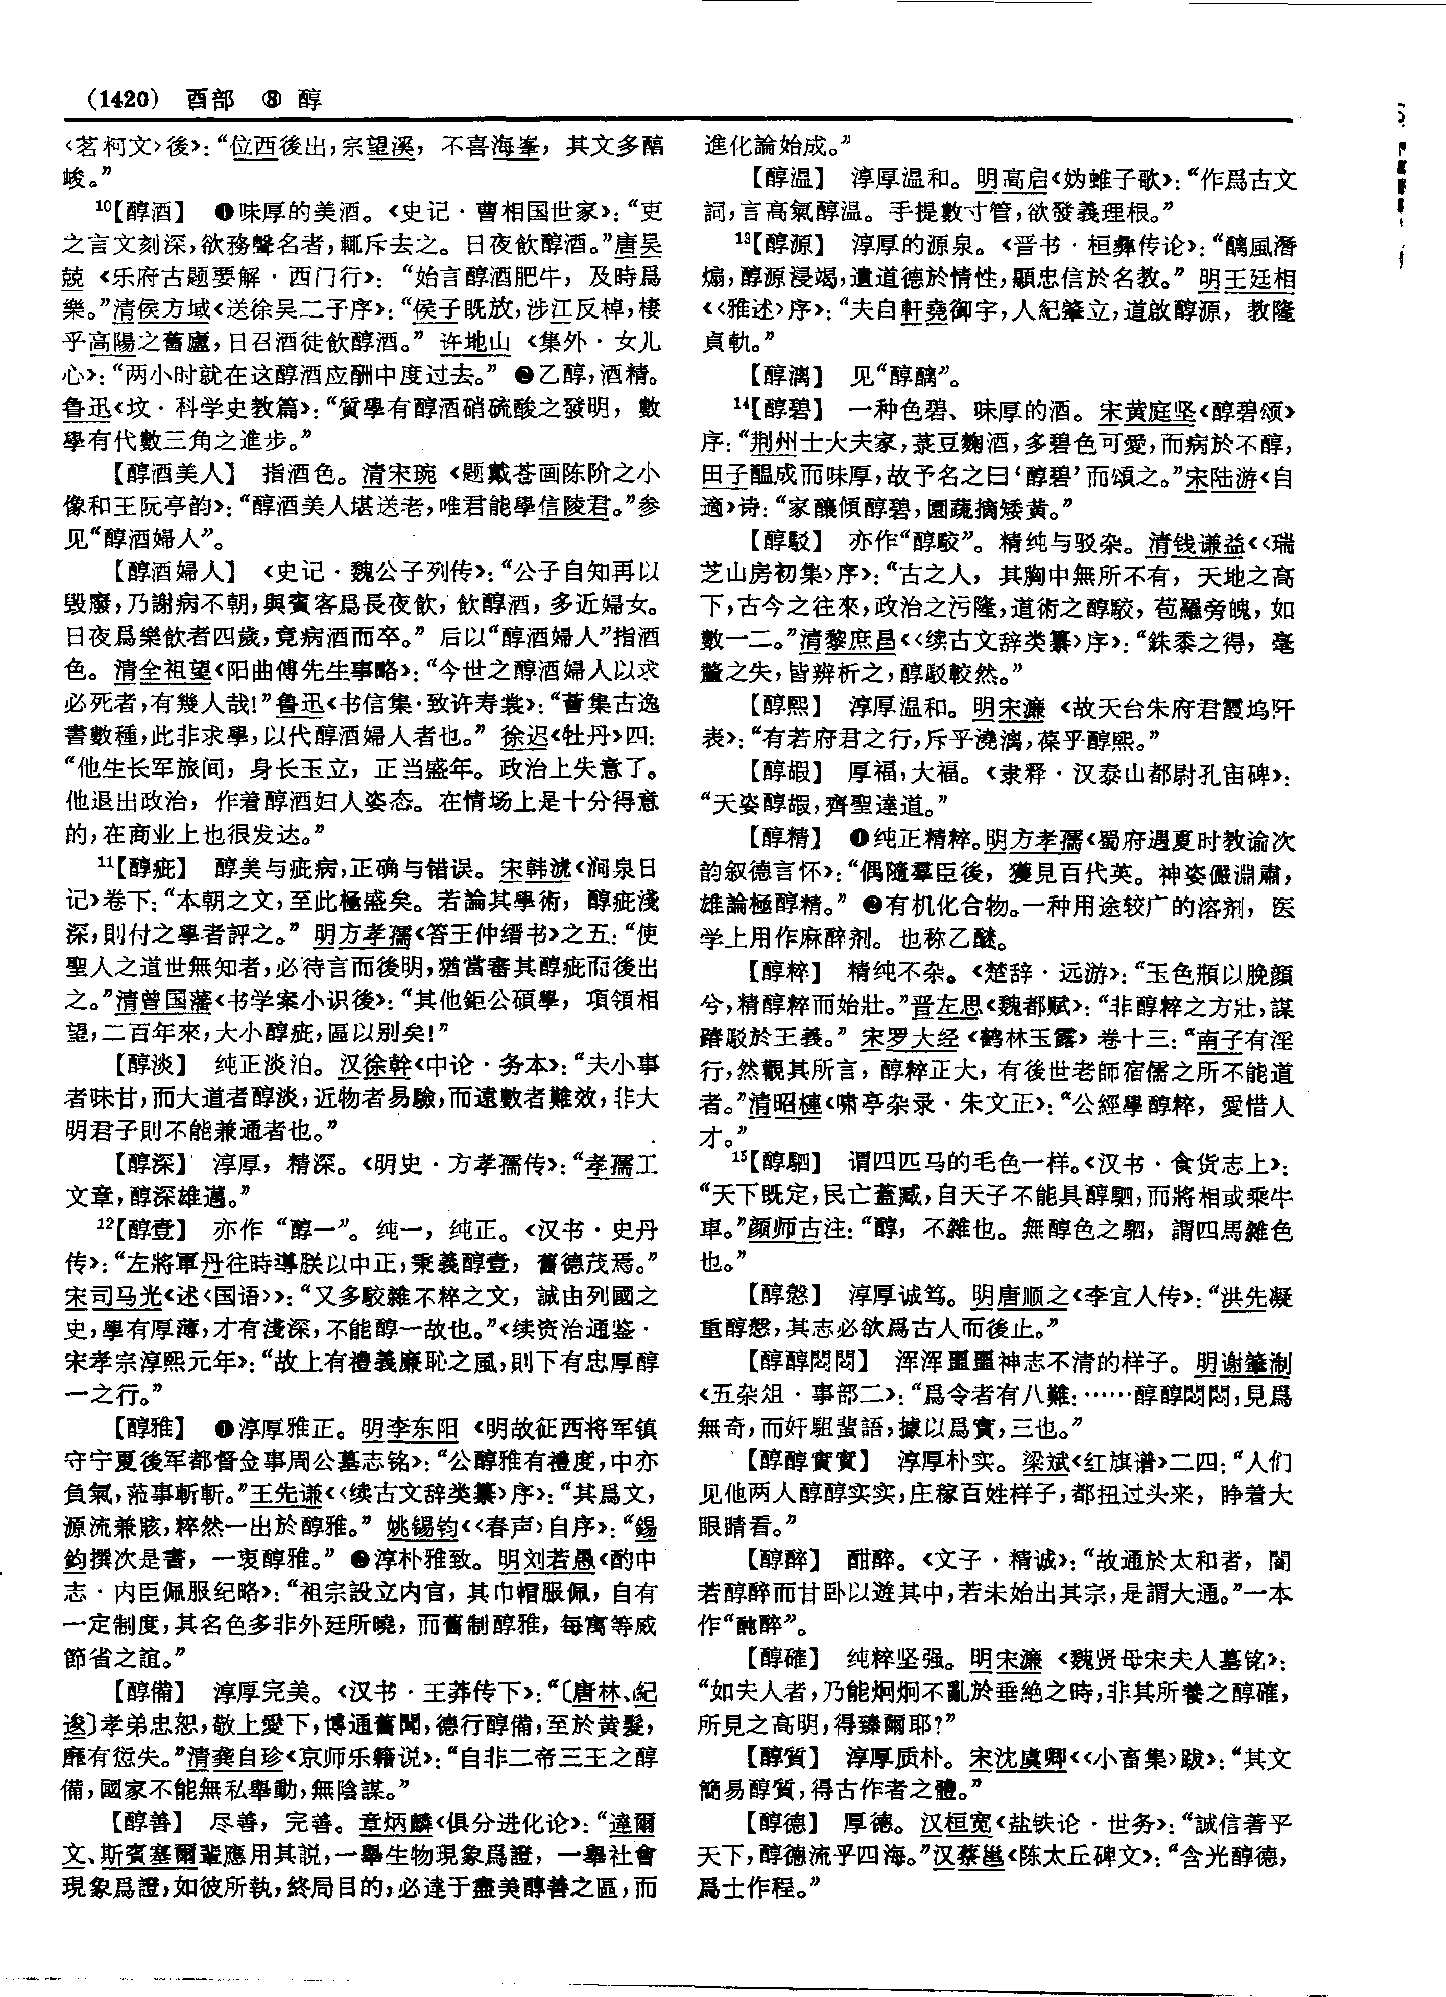 (1420) 酉部 ⑧ 醇
〈茗柯文〉後》：“位西後出，宗望溪，不喜海峯，其文多醕
峻。”
10【醇酒】 ❶味厚的美酒。《史记·曹相国世家》：“吏
之言文刻深，欲務聲名者，輒斥去之。日夜飲醇酒。”唐吴
兢《乐府古题要解·西门行》：“始言醇酒肥牛，及時爲
樂。”清侯方域《送徐吴二子序》：“侯子既放，涉江反棹，棲
乎高陽之舊廬，日召酒徒飲醇酒。” 许地山《集外·女儿
心》：“两小时就在这醇酒应酬中度过去。” ❷乙醇，酒精。
鲁迅《坟·科学史教篇》：“質學有醇酒硝硫酸之發明，數
學有代數三角之進步。”
【醇酒美人】 指酒色。清宋琬《题戴苍画陈阶之小
像和王阮亭韵》：“醇酒美人堪送老，唯君能學信陵君。”参
见“醇酒婦人”。
【醇酒婦人】 《史记·魏公子列传》：“公子自知再以
毁廢，乃謝病不朝，與賓客爲長夜飲，飲醇酒，多近婦女。
日夜爲樂飲者四歲，竟病酒而卒。” 后以“醇酒婦人”指酒
色。清全祖望《阳曲傅先生事略》：“今世之醇酒婦人以求
必死者，有幾人哉！”鲁迅《书信集·致许寿裳》：“舊集古逸
書數種，此非求學，以代醇酒婦人者也。” 徐迟《牡丹》四：
“他生长军旅间，身长玉立，正当盛年。政治上失意了。
他退出政治，作着醇酒妇人姿态。在情场上是十分得意
的，在商业上也很发达。”
11【醇疵】 醇美与疵病，正确与错误。宋韩淲《涧泉日
记》卷下：“本朝之文，至此極盛矣。若論其學術，醇疵淺
深，則付之學者評之。” 明方孝孺《答王仲缙书》之五：“使
聖人之道世無知者，必待言而後明，猶當審其醇疵而後出
之。”清曾国藩《书学案小识後》：“其他鉅公碩學，項領相
望，二百年來，大小醇疵，區以别矣！”
【醇淡】 纯正淡泊。汉徐幹《中论·务本》：“夫小事
者味甘，而大道者醇淡，近物者易驗，而遠數者難效，非大
明君子則不能兼通者也。”
【醇深】 淳厚，精深。《明史·方孝孺传》：“孝孺工
文章，醇深雄邁。”
12【醇壹】 亦作“醇一”。纯一，纯正。《汉书·史丹
传》：“左將軍丹往時導朕以中正，秉義醇壹，舊德茂焉。”
宋司马光《述〈国语〉》：“又多駮雜不粹之文，誠由列國之
史，學有厚薄，才有淺深，不能醇一故也。”《续资治通鉴·
宋孝宗淳熙元年》：“故上有禮義廉恥之風，則下有忠厚醇
一之行。”
【醇雅】 ❶淳厚雅正。明李东阳《明故征西将军镇
守宁夏後军都督佥事周公墓志铭》：“公醇雅有禮度，中亦
負氣，涖事斬斬。”王先谦《〈续古文辞类纂〉序》：“其爲文，
源流兼賅，粹然一出於醇雅。” 姚锡钧《〈春声〉自序》：“錫
鈞撰次是書，一衷醇雅。” ❷淳朴雅致。明刘若愚《酌中
志·内臣佩服纪略》：“祖宗設立内官，其巾帽服佩，自有
一定制度，其名色多非外廷所曉，而舊制醇雅，每寓等威
節省之誼。”
【醇備】 淳厚完美。《汉书·王莽传下》：“〔唐林、紀
逡〕孝弟忠恕，敬上愛下，博通舊聞，德行醇備，至於黄髮，
靡有愆失。”清龚自珍《京师乐籍说》：“自非二帝三王之醇
備，國家不能無私舉動，無陰謀。”
【醇善】 尽善，完善。章炳麟《俱分进化论》：“達爾
文、斯賓塞爾輩應用其説，一舉生物現象爲證，一舉社會
現象爲證，如彼所執，終局目的，必達于盡美醇善之區，而
進化論始成。”
【醇温】 淳厚温和。明高启《妫蜼子歌》：“作爲古文
詞，言高氣醇温。手提數寸管，欲發義理根。”
13【醇源】 淳厚的源泉。《晋书·桓彝传论》：“醨風潛
煽，醇源浸竭，遺道德於情性，顯忠信於名教。” 明王廷相
《〈雅述〉序》：“夫自軒堯御宇，人紀肇立，道啟醇源，教隆
貞軌。”
【醇漓】 见“醇醨”。
14【醇碧】 一种色碧、味厚的酒。宋黄庭坚《醇碧颂》
序：“荆州士大夫家，菉豆麴酒，多碧色可愛，而病於不醇，
田子醖成而味厚，故予名之曰‘醇碧’而頌之。”宋陆游《自
適》诗：“家釀傾醇碧，園蔬摘矮黄。”
【醇駁】 亦作“醇駮”。精纯与驳杂。清钱谦益《〈瑞
芝山房初集〉序》：“古之人，其胸中無所不有，天地之高
下，古今之往來，政治之污隆，道術之醇駮，苞羅旁魄，如
數一二。”清黎庶昌《〈续古文辞类纂〉序》：“銖黍之得，毫
釐之失，皆辨析之，醇駁較然。”
【醇熙】 淳厚温和。明宋濂《故天台朱府君霞坞阡
表》：“有若府君之行，斥乎澆漓，葆乎醇熙。”
【醇嘏】 厚福，大福。《隶释·汉泰山都尉孔宙碑》：
“天姿醇嘏，齊聖達道。”
【醇精】 ❶纯正精粹。明方孝孺《蜀府遇夏时教谕次
韵叙德言怀》：“偶隨羣臣後，獲見百代英。神姿儼淵肅，
雄論極醇精。” ❷有机化合物。一种用途较广的溶剂，医
学上用作麻醉剂。也称乙醚。
【醇粹】 精纯不杂。《楚辞·远游》：“玉色頩以脕顔
兮，精醇粹而始壯。”晋左思《魏都赋》：“非醇粹之方壯，謀
踳駁於王義。” 宋罗大经《鹤林玉露》卷十三：“南子有淫
行，然觀其所言，醇粹正大，有後世老師宿儒之所不能道
者。”清昭槤《啸亭杂录·朱文正》：“公經學醇粹，愛惜人
才。”
15【醇駟】 谓四匹马的毛色一样。《汉书·食货志上》：
“天下既定，民亡蓋臧，自天子不能具醇駟，而將相或乘牛
車。”颜师古注：“醇，不雜也。無醇色之駟，謂四馬雜色
也。”
【醇慤】 淳厚诚笃。明唐顺之《李宜人传》：“洪先凝
重醇慤，其志必欲爲古人而後止。”
【醇醇悶悶】 浑浑噩噩神志不清的样子。明谢肇淛
《五杂俎·事部二》：“爲令者有八難：……醇醇悶悶，見爲
無奇，而奸駔蜚語，據以爲實，三也。”
【醇醇實實】 淳厚朴实。梁斌《红旗谱》二四：“人们
见他两人醇醇实实，庄稼百姓样子，都扭过头来，睁着大
眼睛看。”
【醇醉】 酣醉。《文子·精诚》：“故通於太和者，闇
若醇醉而甘卧以遊其中，若未始出其宗，是謂大通。”一本
作“醕醉”。
【醇確】 纯粹坚强。明宋濂《魏贤母宋夫人墓铭》：
“如夫人者，乃能炯炯不亂於垂絶之時，非其所養之醇確，
所見之高明，得臻爾耶？”
【醇質】 淳厚质朴。宋沈虞卿《〈小畜集〉跋》：“其文
簡易醇質，得古作者之體。”
【醇德】 厚德。汉桓宽《盐铁论·世务》：“誠信著乎
天下，醇德流乎四海。”汉蔡邕《陈太丘碑文》：“含光醇德，
爲士作程。”